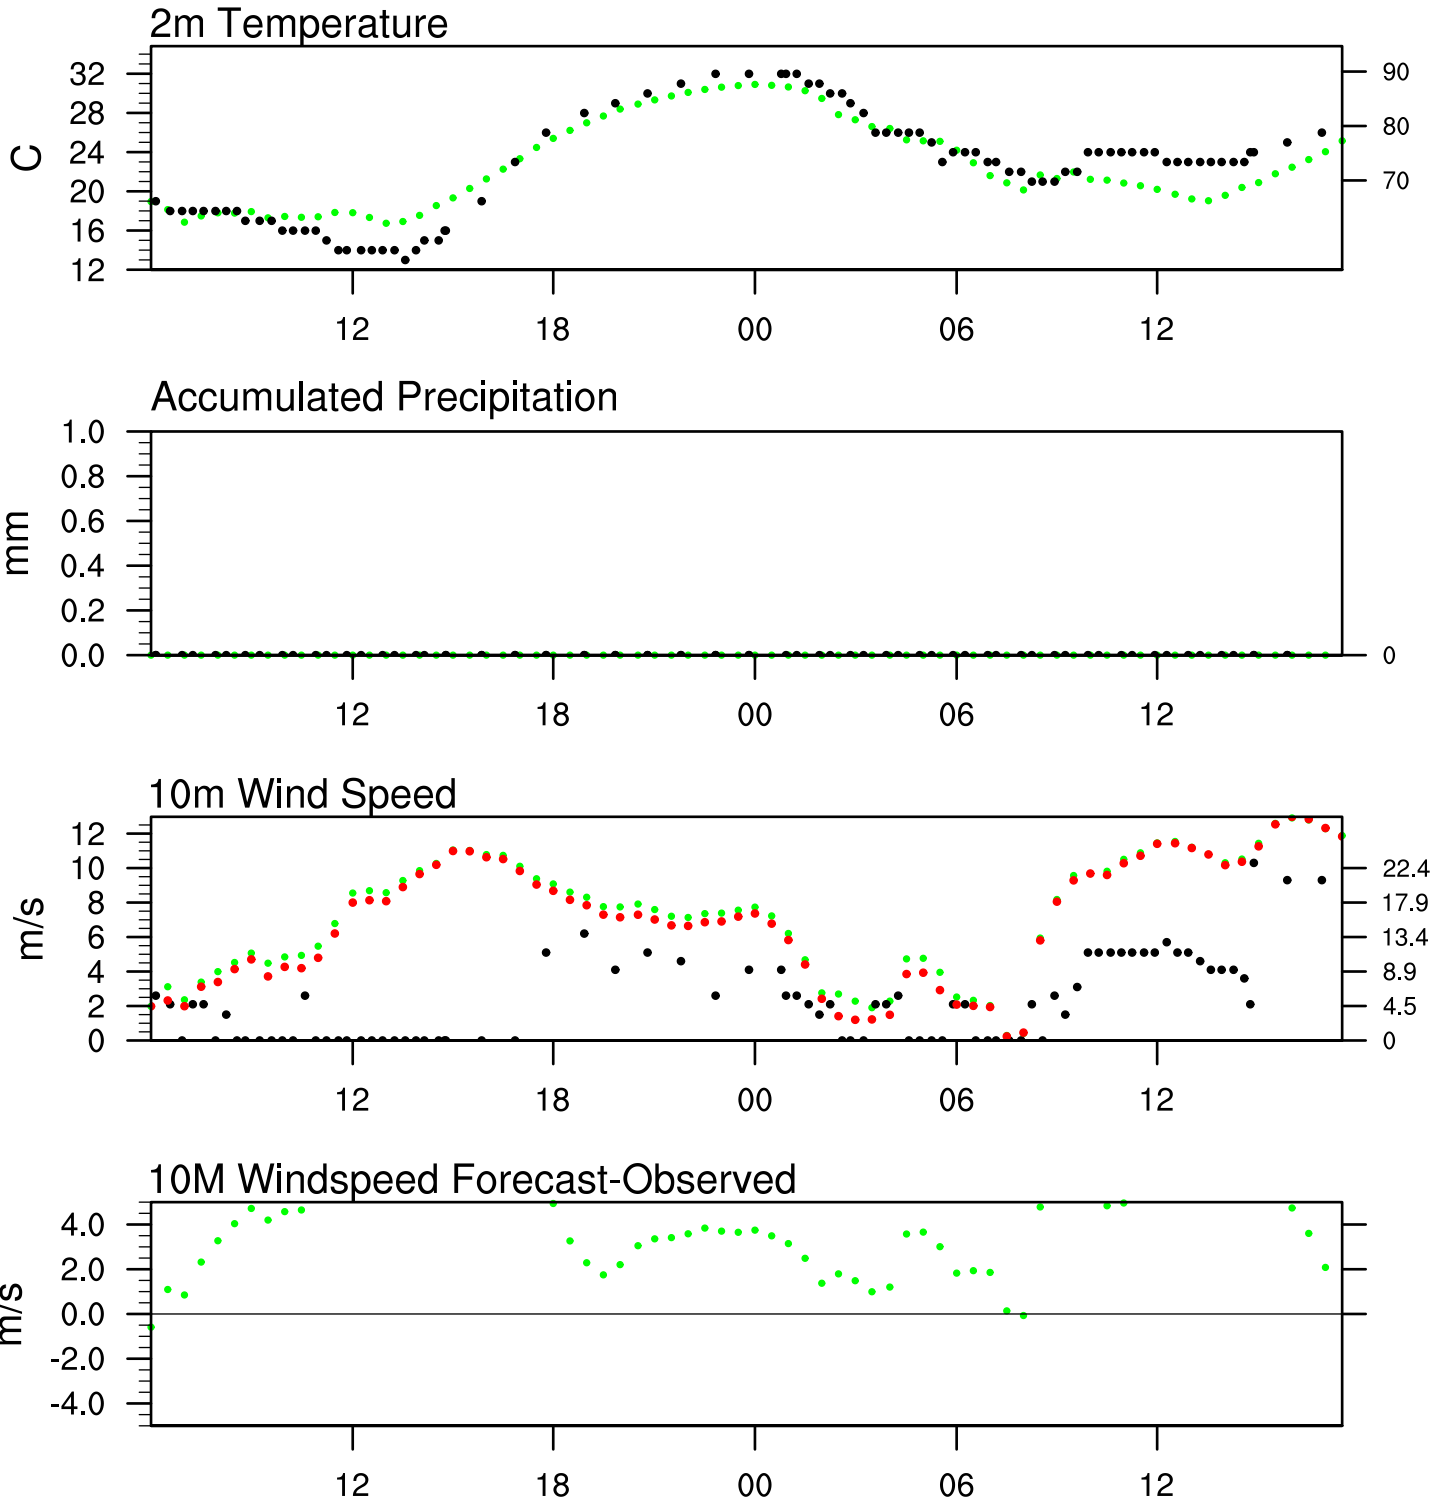 2m Temperature
32
28
24
20
16
12
C
90
80
70
12 18 00 06 12
Accumulated Precipitation
1.0
0.8
0.6
0.4
0.2
0.0
mm
0
12 18 00 06 12
10m Wind Speed
12
10
8
6
4
2
0
m/s
22.4
17.9
13.4
8.9
4.5
0
12 18 00 06 12
10M Windspeed Forecast-Observed
4.0
2.0
0.0
-2.0
-4.0
m/s
12 18 00 06 12